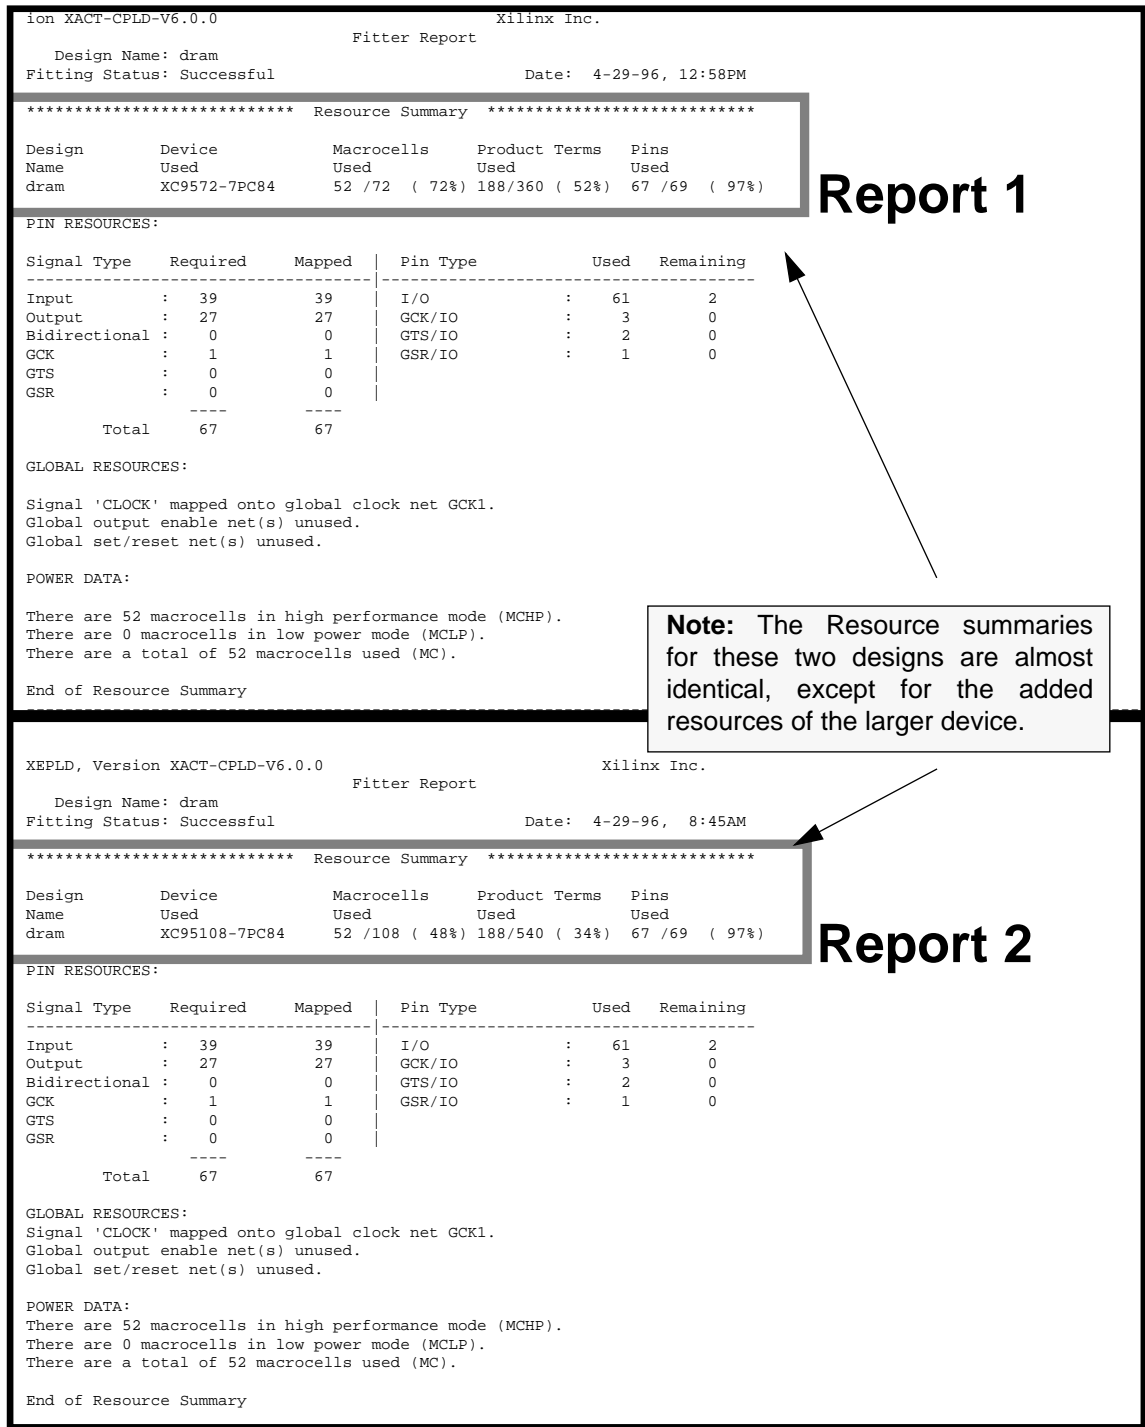 ion XACT-CPLD-V6.0.0                             Xilinx Inc.
                                  Fitter Report
   Design Name: dram
Fitting Status: Successful                          Date:  4-29-96, 12:58PM
**************************** Resource Summary ****************************
Design        Device            Macrocells     Product Terms   Pins
Name          Used              Used           Used            Used
dram          XC9572-7PC84      52 /72  ( 72%) 188/360 ( 52%)  67 /69  ( 97%)
Report 1
PIN RESOURCES:
Signal Type    Required     Mapped  |  Pin Type            Used   Remaining
------------------------------------|---------------------------------------
Input         :   39          39    |  I/O              :    61         2
Output        :   27          27    |  GCK/IO           :     3         0
Bidirectional :    0           0    |  GTS/IO           :     2         0
GCK           :    1           1    |  GSR/IO           :     1         0
GTS           :    0           0    |
GSR           :    0           0    |
                 ----        ----
        Total     67          67
GLOBAL RESOURCES:
Signal 'CLOCK' mapped onto global clock net GCK1.
Global output enable net(s) unused.
Global set/reset net(s) unused.
POWER DATA:
There are 52 macrocells in high performance mode (MCHP).
There are 0 macrocells in low power mode (MCLP).
There are a total of 52 macrocells used (MC).
End of Resource Summary
Note: The Resource summaries
for these two designs are almost
identical, except for the added
resources of the larger device.
XEPLD, Version XACT-CPLD-V6.0.0                             Xilinx Inc.
                                  Fitter Report
   Design Name: dram
Fitting Status: Successful                          Date:  4-29-96,  8:45AM
**************************** Resource Summary ****************************
Design        Device            Macrocells     Product Terms   Pins
Name          Used              Used           Used            Used
dram          XC95108-7PC84     52 /108 ( 48%) 188/540 ( 34%)  67 /69  ( 97%)
Report 2
PIN RESOURCES:
Signal Type    Required     Mapped  |  Pin Type            Used   Remaining
------------------------------------|---------------------------------------
Input         :   39          39    |  I/O              :    61         2
Output        :   27          27    |  GCK/IO           :     3         0
Bidirectional :    0           0    |  GTS/IO           :     2         0
GCK           :    1           1    |  GSR/IO           :     1         0
GTS           :    0           0    |
GSR           :    0           0    |
                 ----        ----
        Total     67          67
GLOBAL RESOURCES:
Signal 'CLOCK' mapped onto global clock net GCK1.
Global output enable net(s) unused.
Global set/reset net(s) unused.
POWER DATA:
There are 52 macrocells in high performance mode (MCHP).
There are 0 macrocells in low power mode (MCLP).
There are a total of 52 macrocells used (MC).
End of Resource Summary